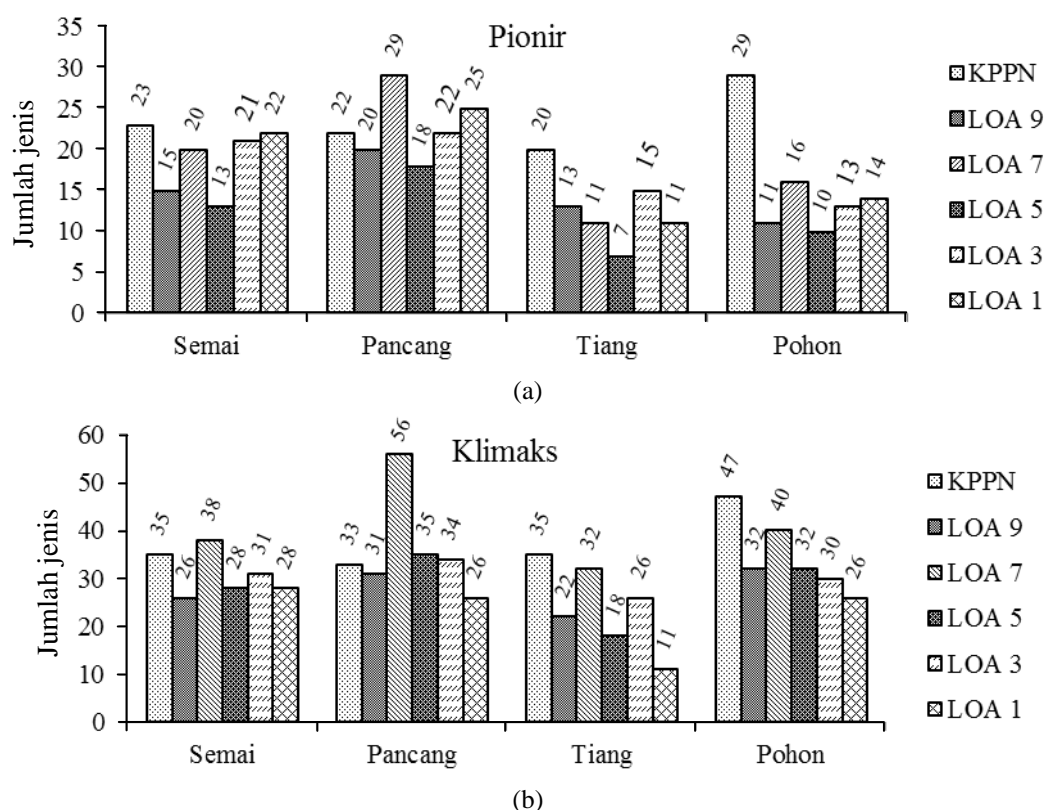 Pionir
Jumlah jenis
35
30
25
20
15
10
5
0
23 15 20 13 21 22
22 20 29 18 22 25
20 13 11 7 15 11
29 11 16 10 13 14
Semai Pancang Tiang Pohon
KPPN
LOA 9
LOA 7
LOA 5
LOA 3
LOA 1
(a)
Klimaks
Jumlah jenis
60
50
40
30
20
10
0
35 26 38 28 31 28
33 31 56 35 34 26
35 22 32 18 26 11
47 32 40 32 30 26
Semai Pancang Tiang Pohon
KPPN
LOA 9
LOA 7
LOA 5
LOA 3
LOA 1
(b)